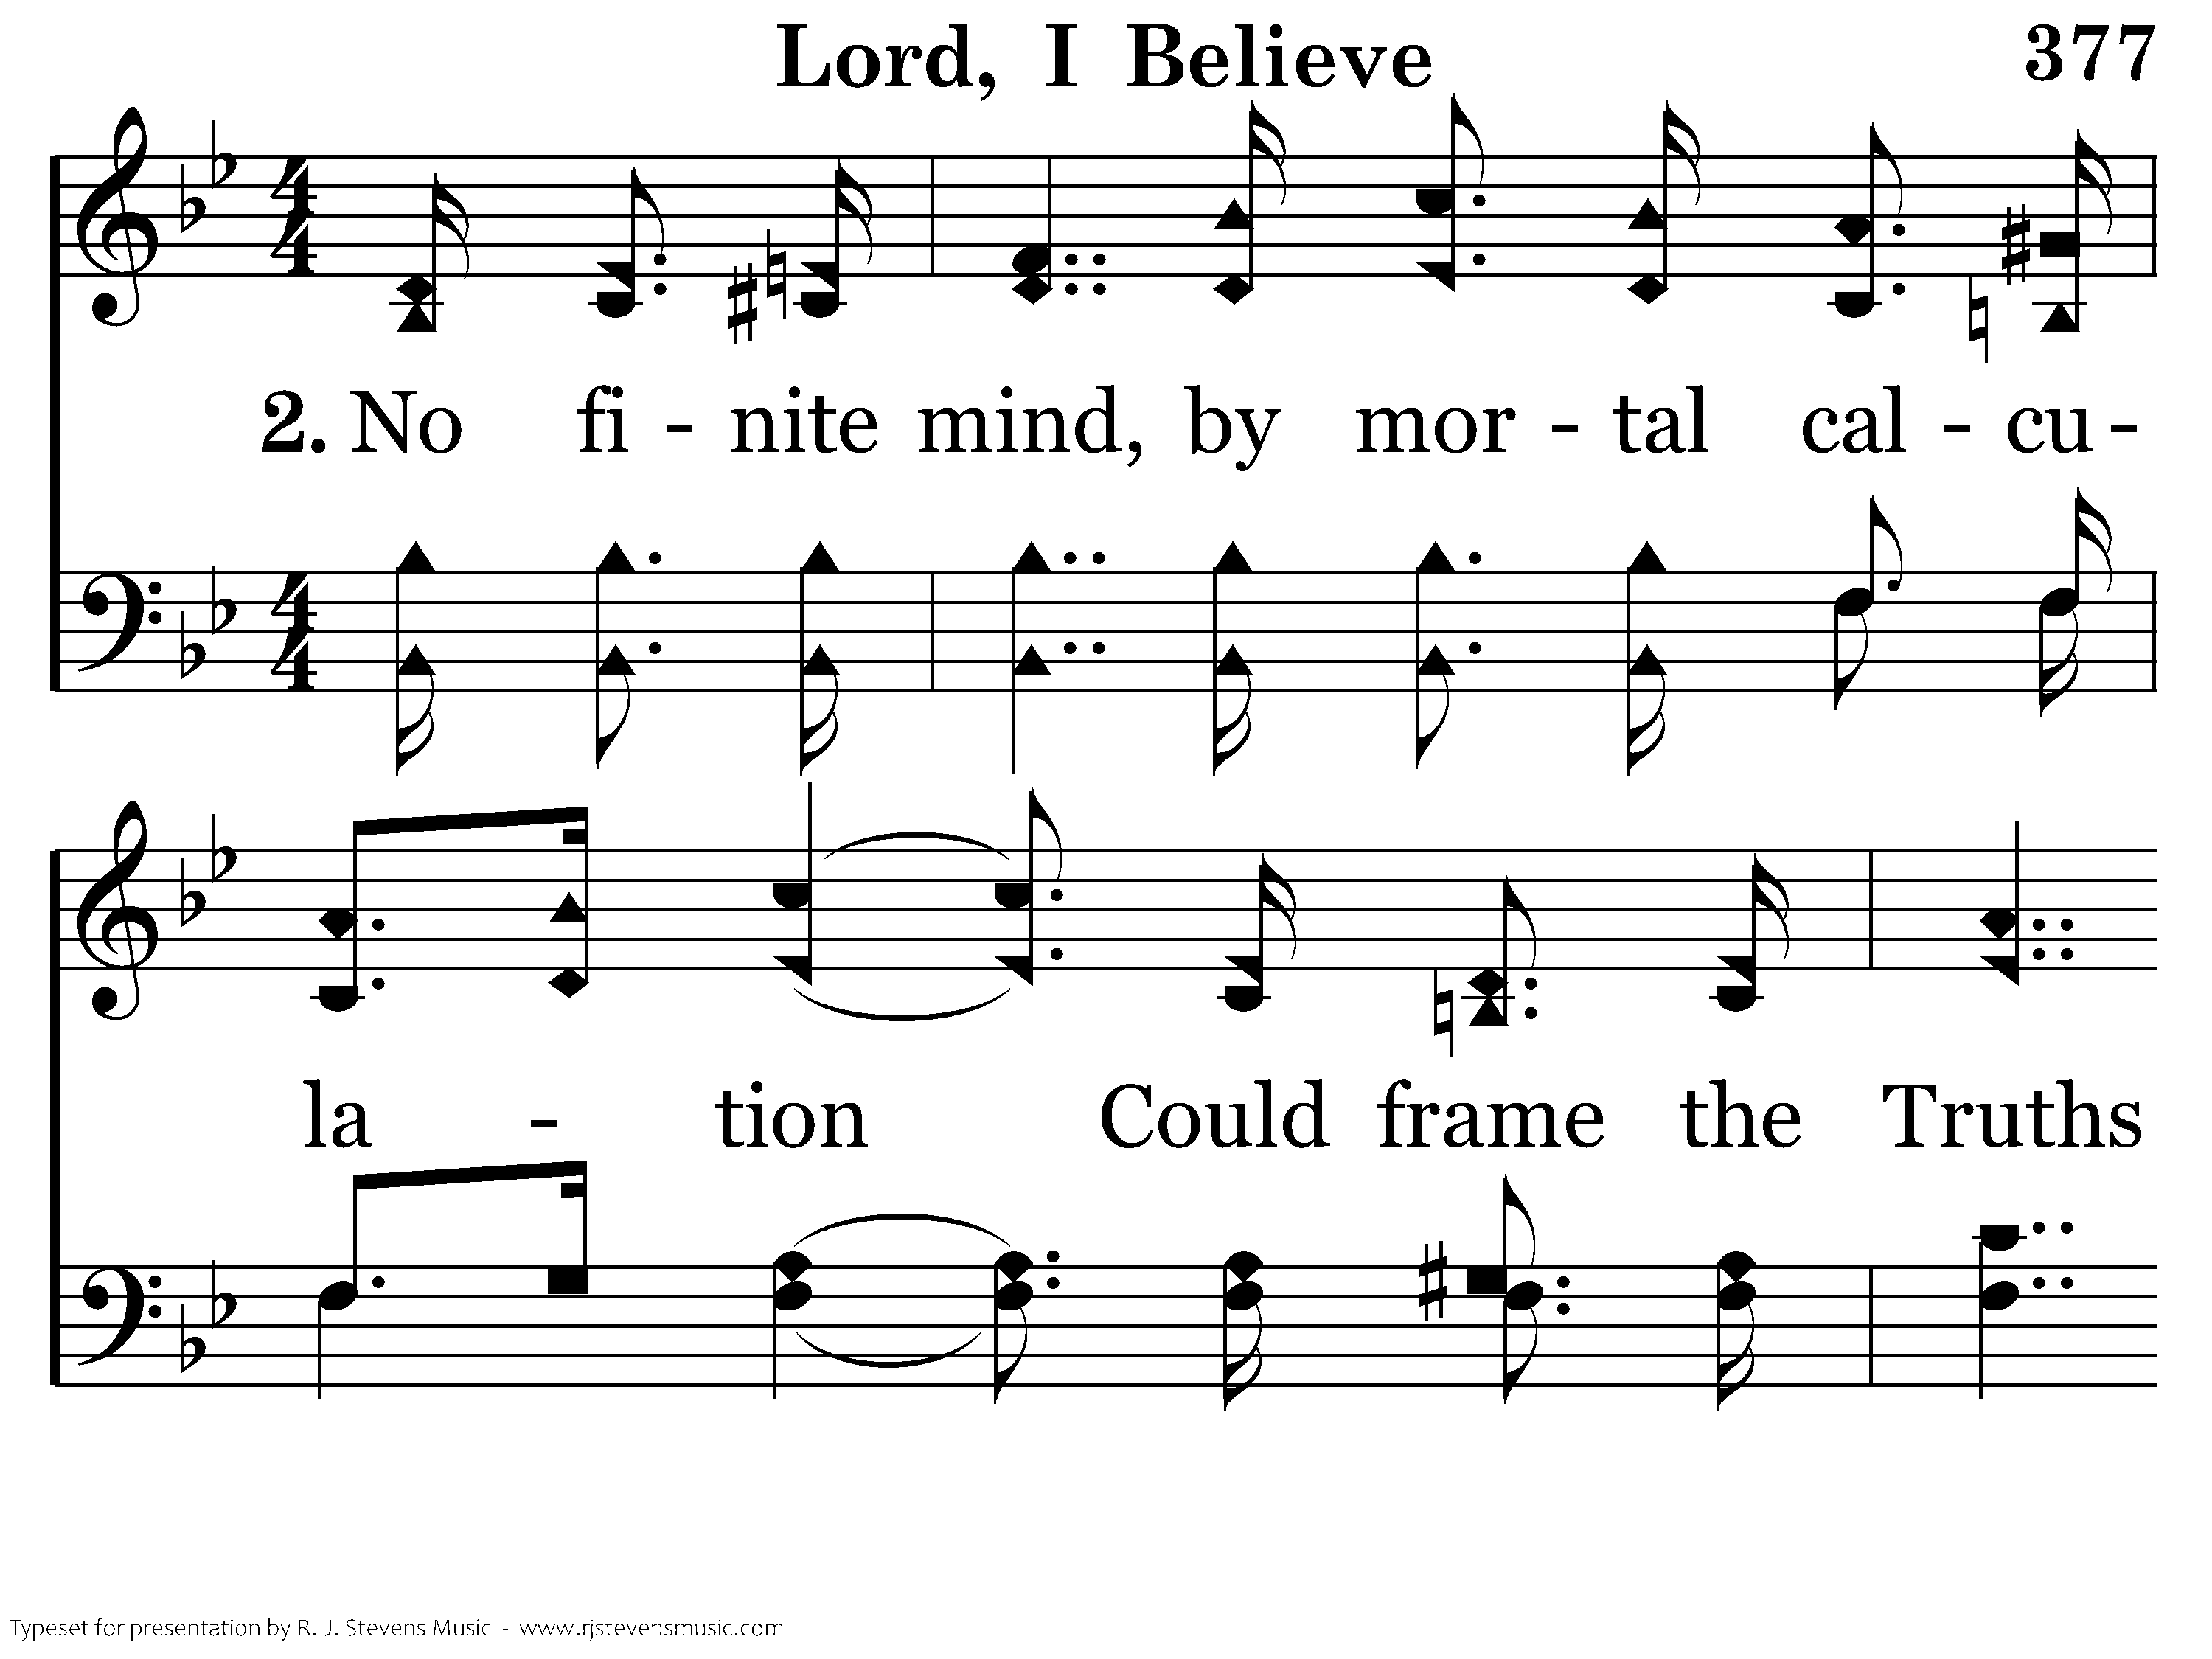 Lord, I Believe 377
2. No fi - nite mind, by mor - tal cal - cu -
la - tion Could frame the Truths
Typeset for presentation by R. J. Stevens Music - www.rjstevensmusic.com